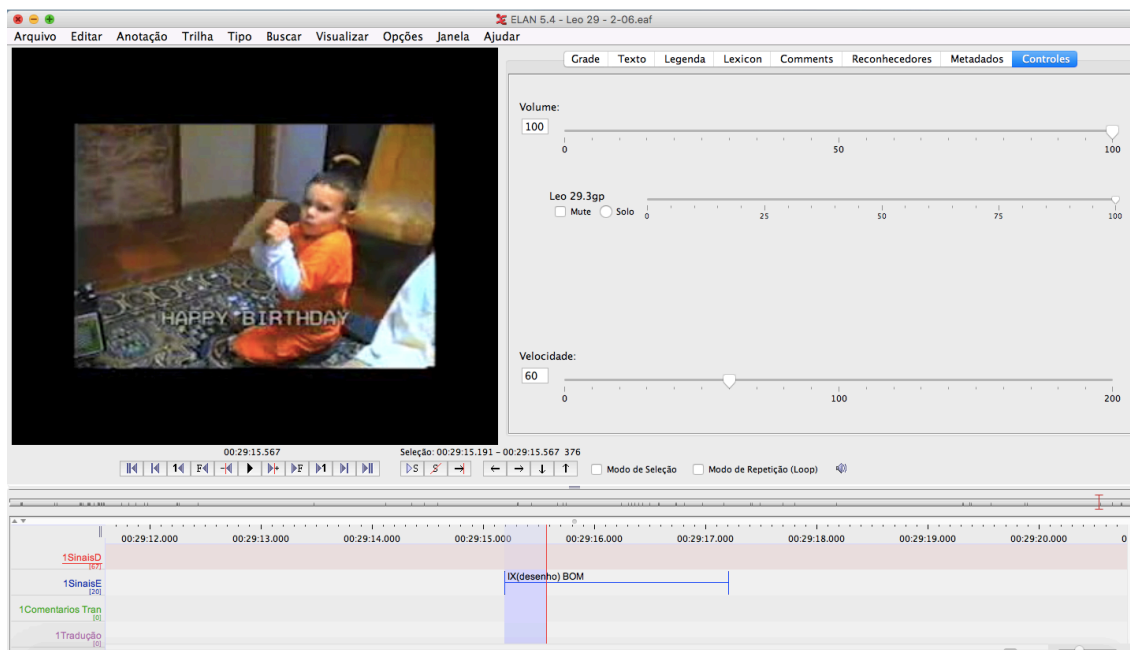 ELAN 5.4 - Leo 29 - 2-06.eaf
Arquivo Editar Anotação Trilha Tipo Buscar Visualizar Opções Janela Ajudar
Grade Texto Legenda Lexicon Comments Reconhecedores Metadados Controles
Volume:
100
0 50 100
Leo 29.3gp
Mute Solo
0 25 50 75 100
HAPPY BIRTHDAY
Velocidade:
60
0 100 200
00:29:15.567
Seleção: 00:29:15.191 - 00:29:15.567 376
1 F F 1 S S
Modo de Seleção Modo de Repetição (Loop)
00:29:12.000 00:29:13.000 00:29:14.000 00:29:15.000 00:29:16.000 00:29:17.000 00:29:18.000 00:29:19.000 00:29:20.000 0
1SinaisD
[67]
IX(desenho) BOM
1SinaisE
[20]
1Comentarios Tran
[0]
1Tradução
[0]